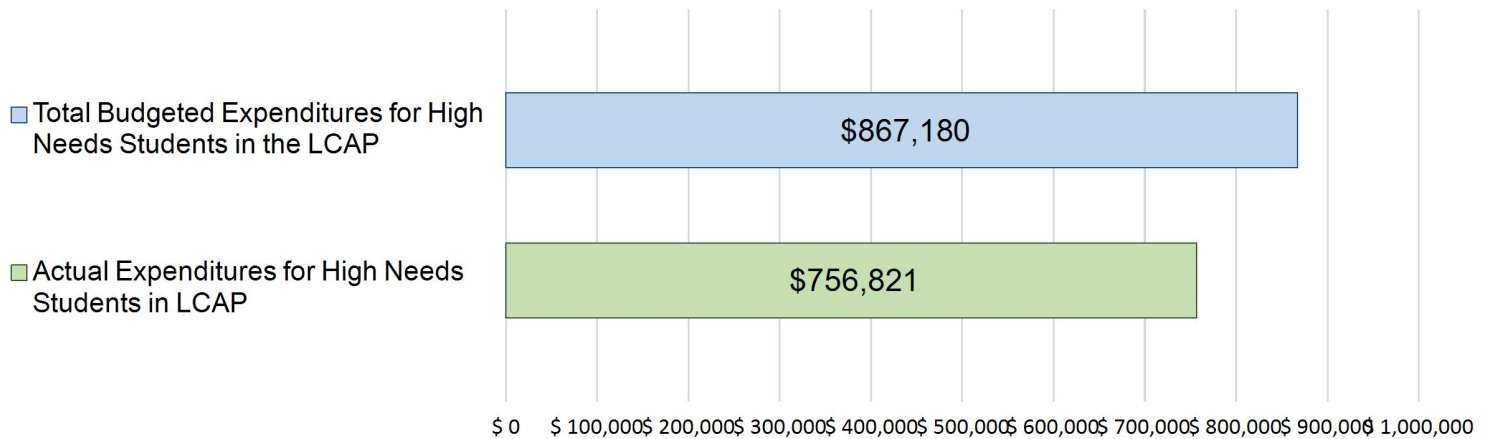 Total Budgeted Expenditures for High
Needs Students in the LCAP
$867,180
Actual Expenditures for High Needs
Students in LCAP
$756,821
$ 0 $ 100,000 $ 200,000 $ 300,000 $ 400,000 $ 500,000 $ 600,000 $ 700,000 $ 800,000 $ 900,000 $ 1,000,000